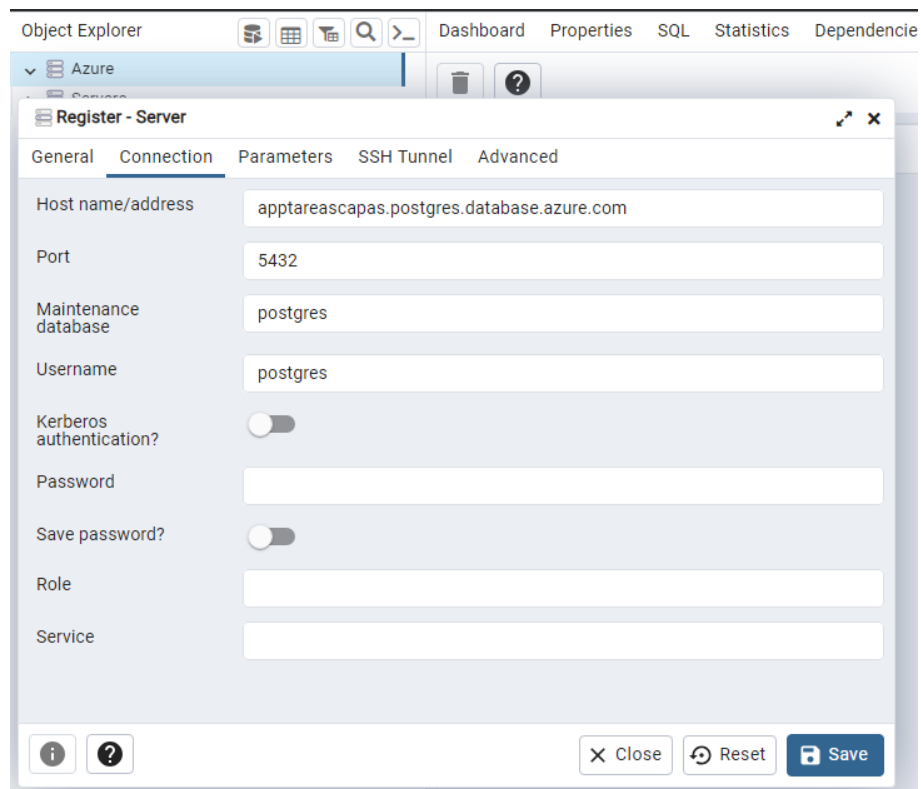 Object Explorer
Dashboard Properties SQL Statistics Dependencie
Azure
Servers
Register - Server
General Connection Parameters SSH Tunnel Advanced
Host name/address
apptareascapas.postgres.database.azure.com
Port
5432
Maintenance
database
postgres
Username
postgres
Kerberos
authentication?
Password
Save password?
Role
Service
Close Reset Save